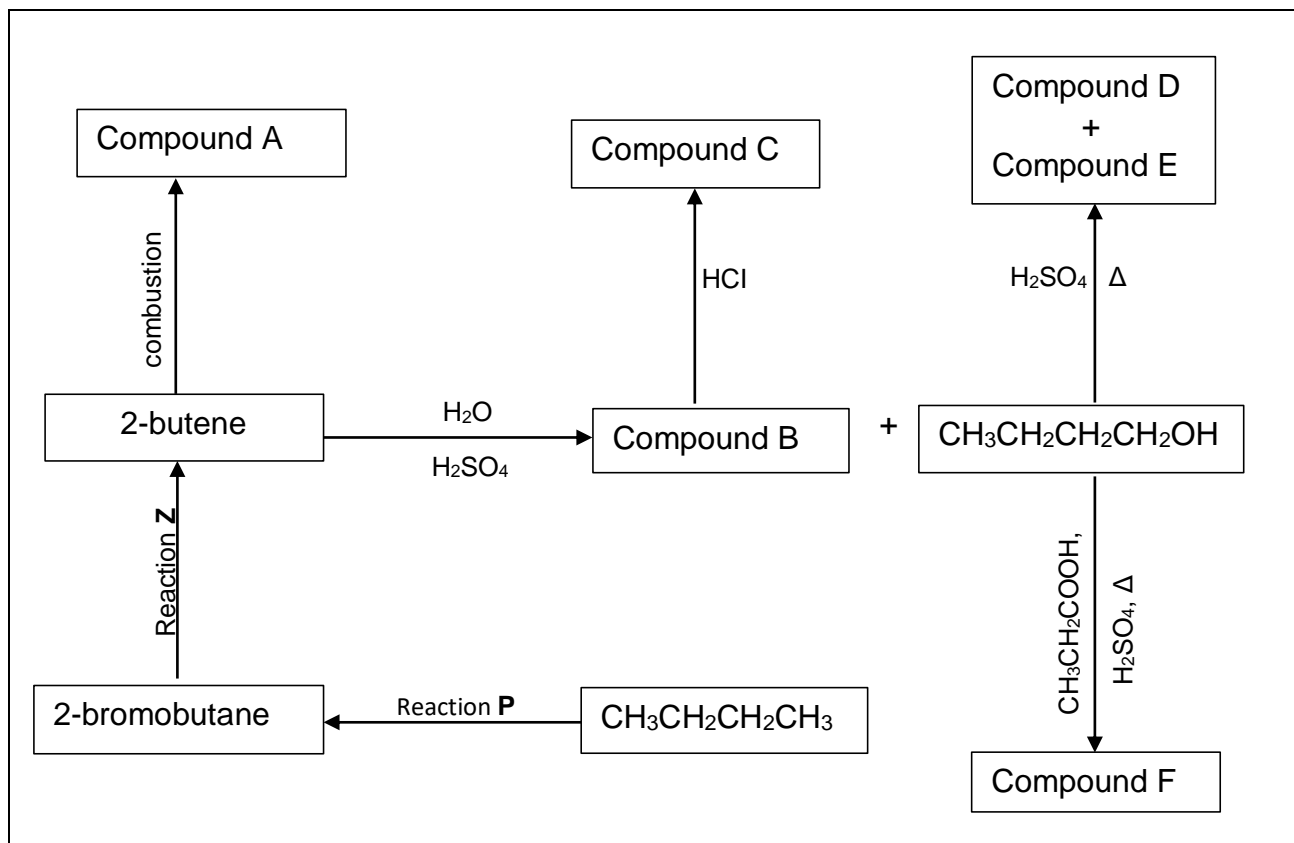 Compound A
Compound C
Compound D
+
Compound E
combustion
HCl
H₂SO₄ Δ
2-butene
H₂O
H₂SO₄
Compound B
+
CH₃CH₂CH₂CH₂OH
Reaction Z
CH₃CH₂COOH,
H₂SO₄, Δ
2-bromobutane
Reaction P
CH₃CH₂CH₂CH₃
Compound F